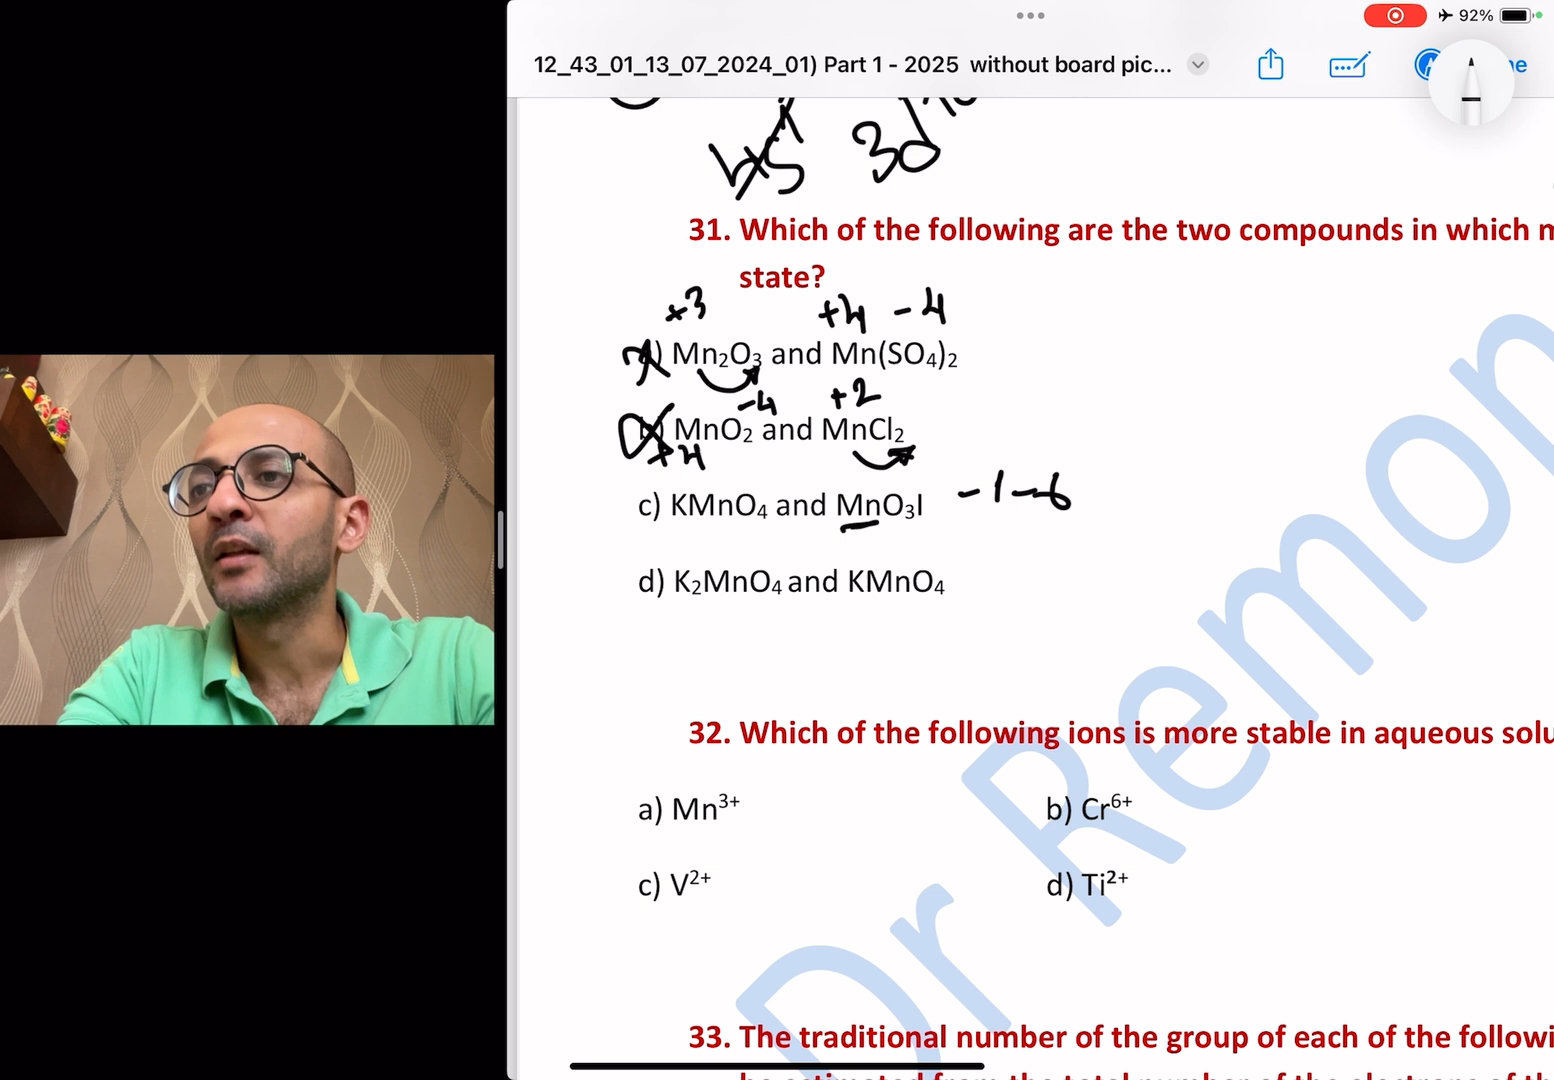 92%
12_43_01_13_07_2024_01) Part 1 - 2025 without board pic...
3d
31. Which of the following are the two compounds in which
state?
+3 +4 -4
a) Mn₂O₃ and Mn(SO₄)₂
-4 +2
b) MnO₂ and MnCl₂
+4
c) KMnO₄ and MnO₃I -1-6
d) K₂MnO₄ and KMnO₄
32. Which of the following ions is more stable in aqueous
a) Mn³⁺ b) Cr⁶⁺
c) V²⁺ d) Ti²⁺
33. The traditional number of the group of each of the
Dr Remon